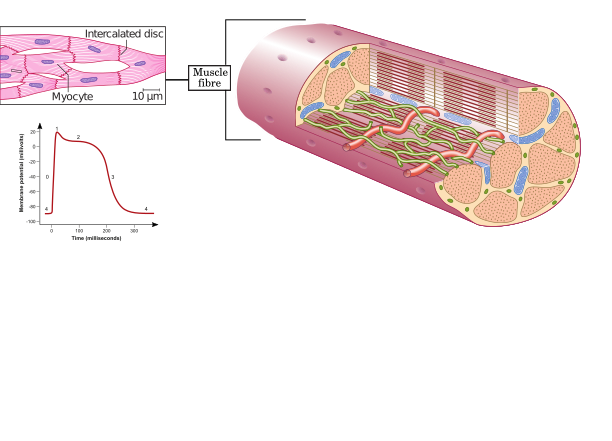 Intercalated disc
Myocyte
10 µm
Muscle
fibre
Membrane potential (millivolts)
20
0
-20
-40
-60
-80
-100
1
2
0
3
4
4
0
100
200
300
Time (milliseconds)